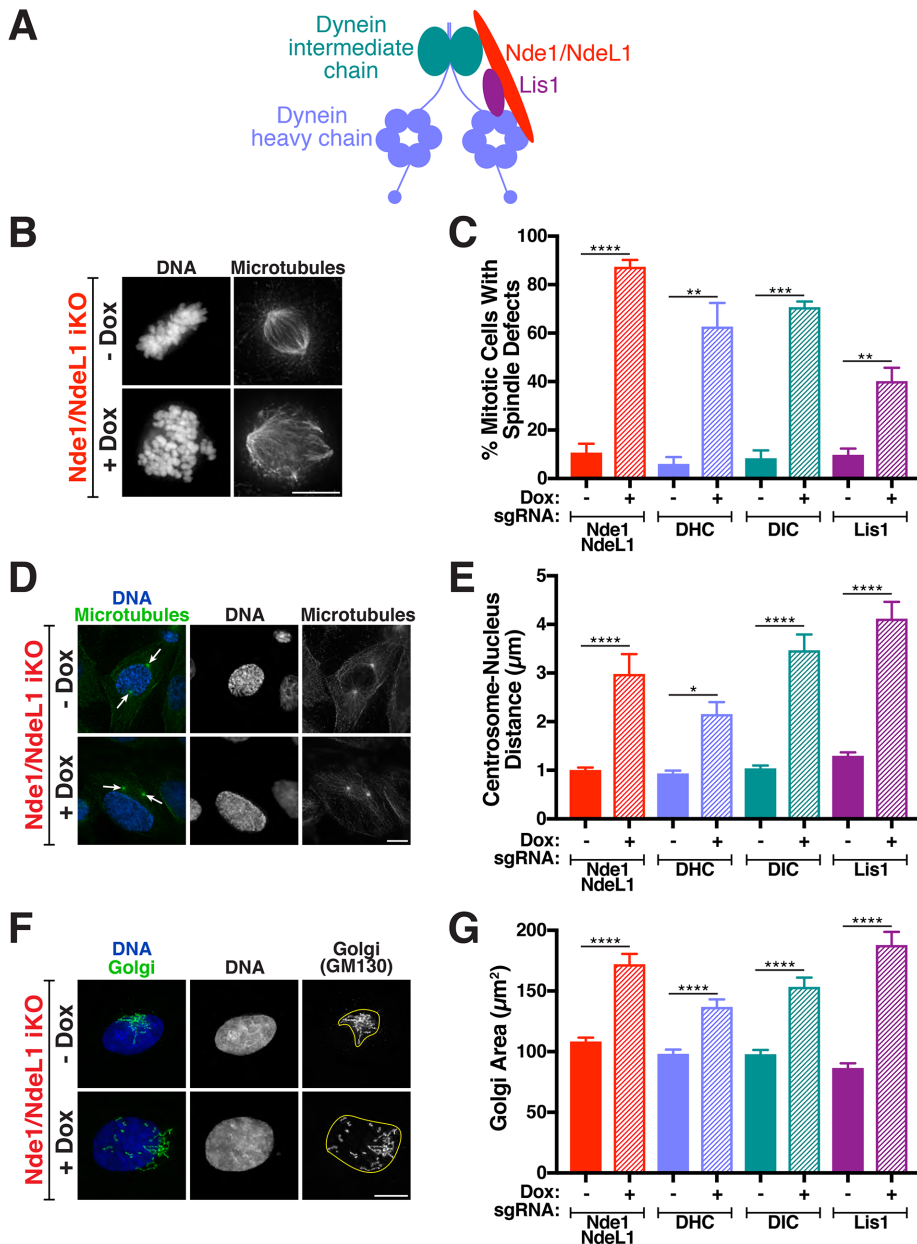 A
Dynein
intermediate
chain
Nde1/NdeL1
Lis1
Dynein
heavy chain
B
DNA
Microtubules
Nde1/NdeL1 iKO
- Dox
+ Dox
C
% Mitotic Cells With
Spindle Defects
100
80
60
40
20
0
****
**
***
**
Dox: - + - + - + - +
sgRNA:
Nde1
NdeL1
DHC
DIC
Lis1
D
DNA
Microtubules
DNA
Microtubules
Nde1/NdeL1 iKO
- Dox
+ Dox
E
Centrosome-Nucleus
Distance (µm)
5
4
3
2
1
0
****
*
****
****
Dox: - + - + - + - +
sgRNA:
Nde1
NdeL1
DHC
DIC
Lis1
F
DNA
Golgi
DNA
Golgi
(GM130)
Nde1/NdeL1 iKO
- Dox
+ Dox
G
Golgi Area (µm²)
200
150
100
50
0
****
****
****
****
Dox: - + - + - + - +
sgRNA:
Nde1
NdeL1
DHC
DIC
Lis1